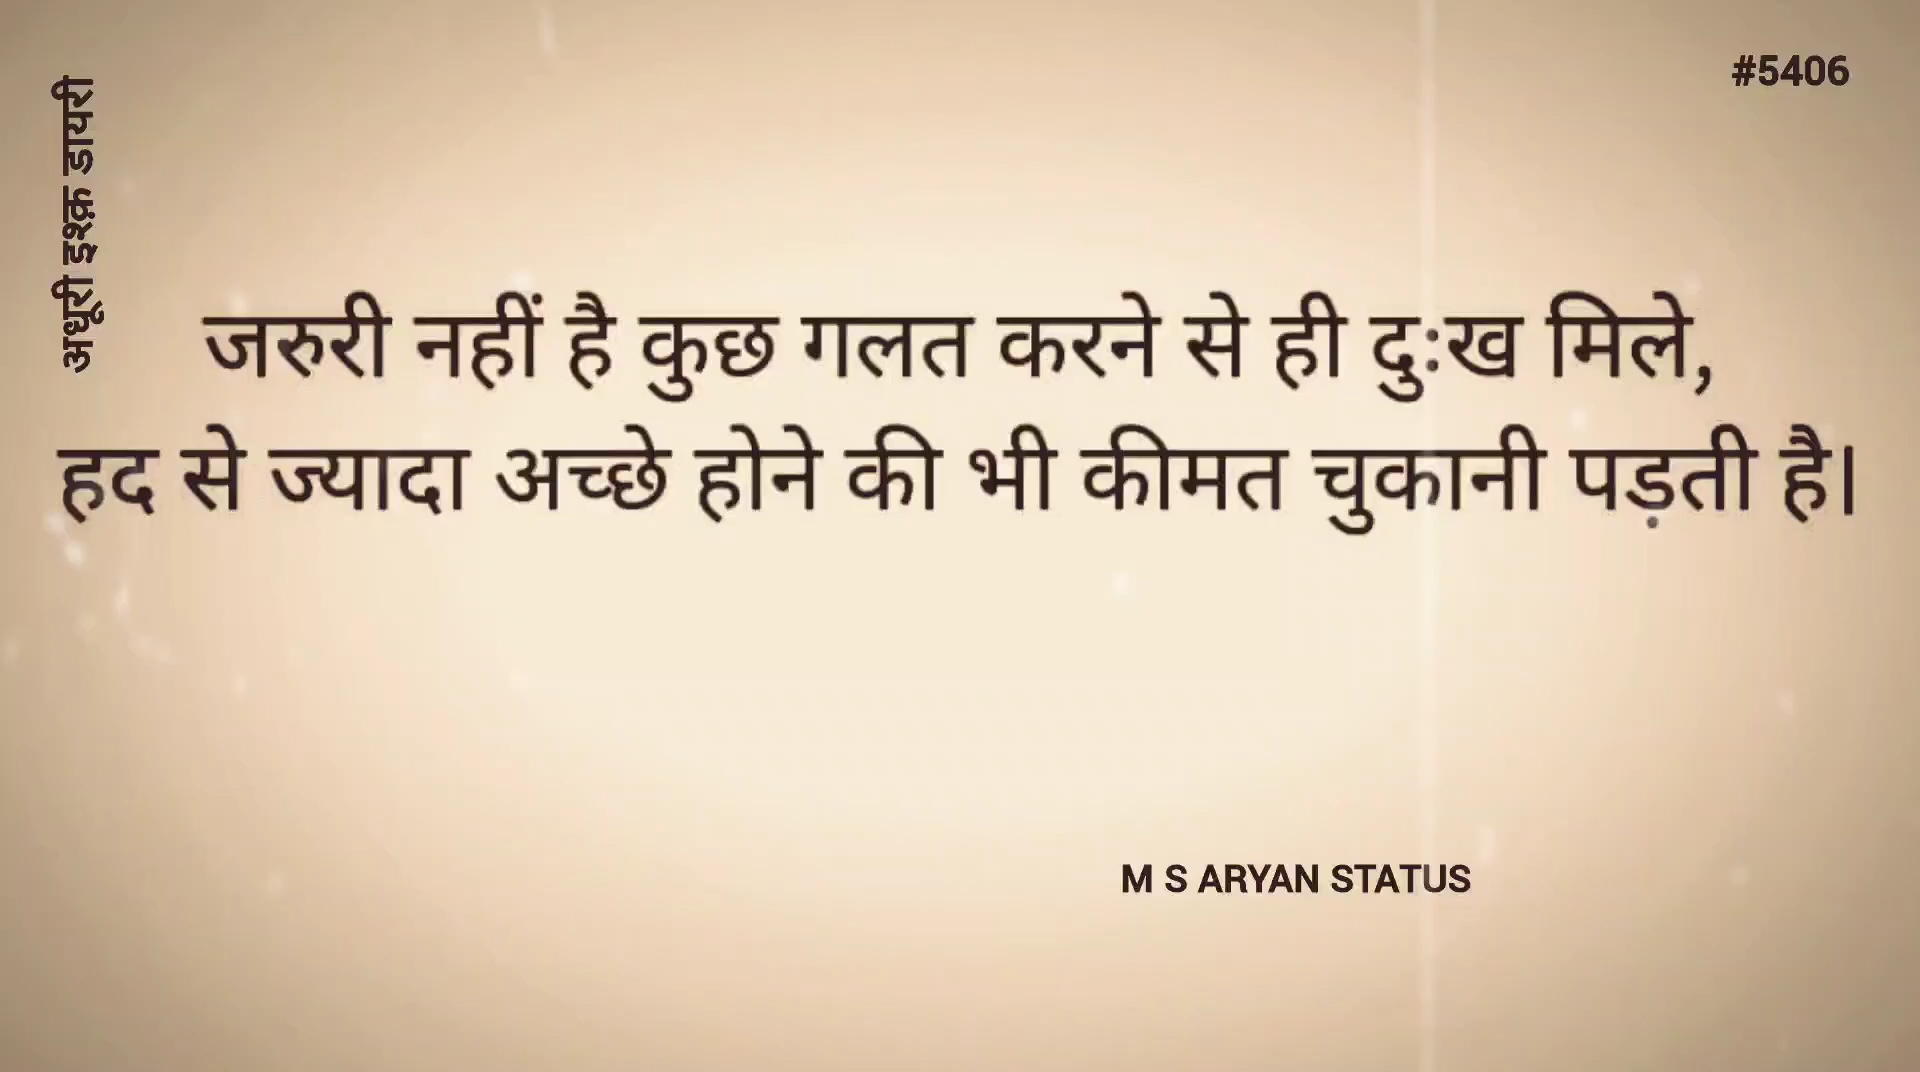 #5406
अधूरी इश्क़ डायरी
जरुरी नहीं है कुछ गलत करने से ही दुःख मिले,
हद से ज्यादा अच्छे होने की भी कीमत चुकानी पड़ती है।
M S ARYAN STATUS